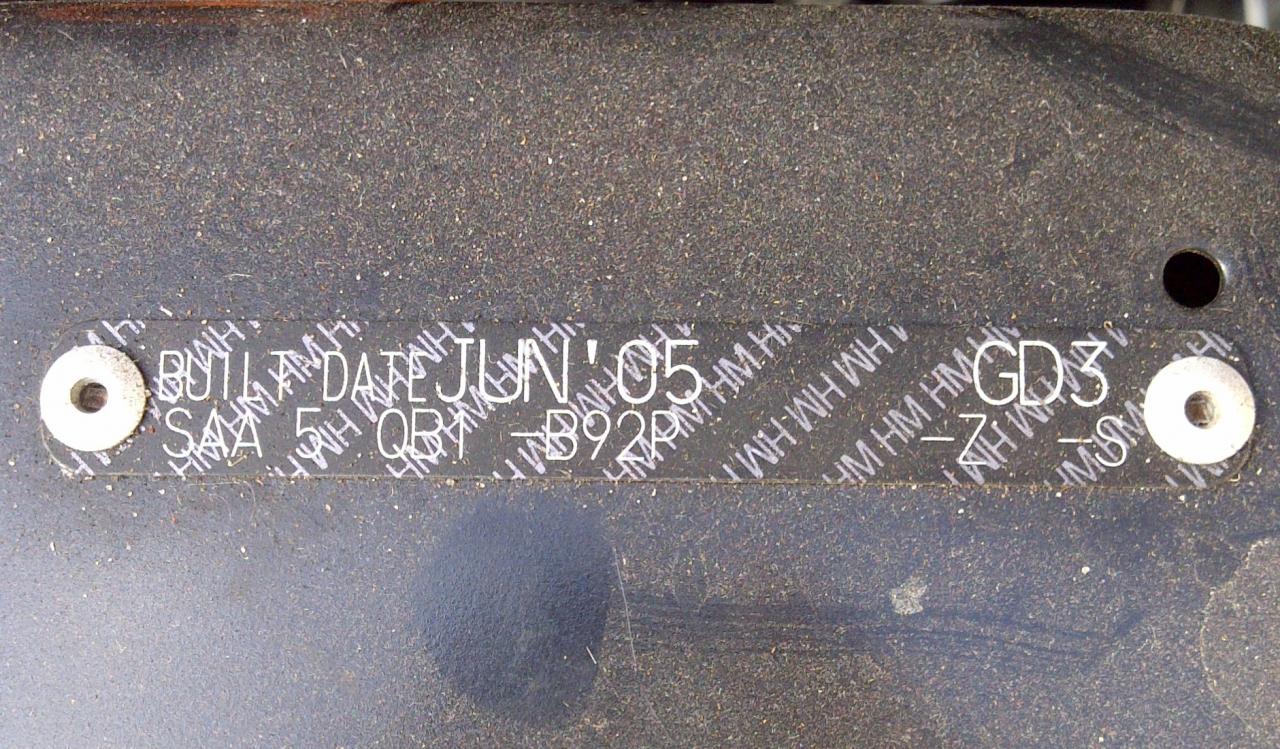 BUILT DATE JUN'05 GD3
SAA 5 QB1 -B92P -Z -S